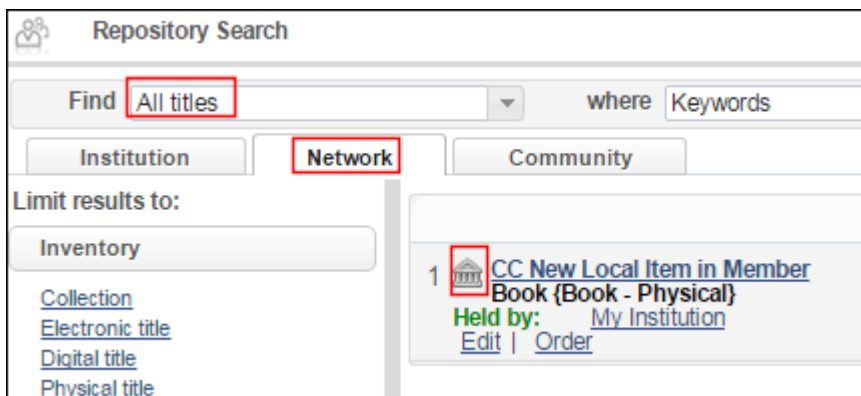 Repository Search
Find All titles where Keywords
Institution Network Community
Limit results to:
Inventory
Collection
Electronic title
Digital title
Physical title
1 CC New Local Item in Member
Book {Book - Physical}
Held by: My Institution
Edit | Order